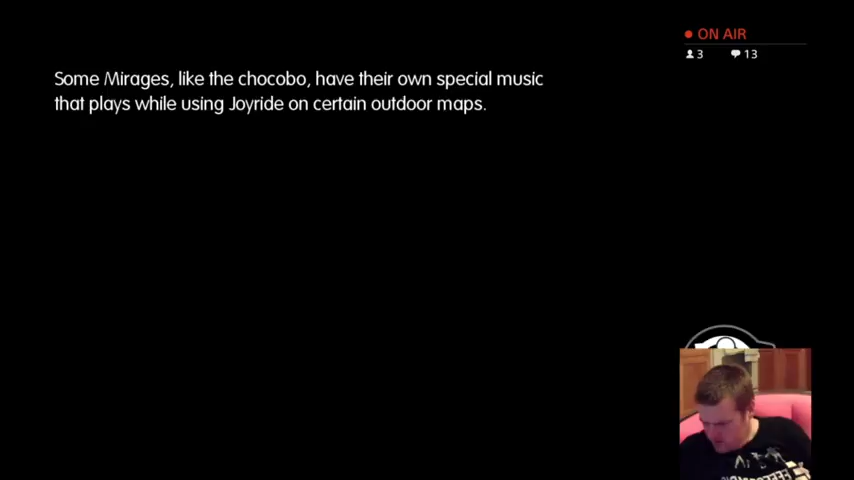 ON AIR
3 13
Some Mirages, like the chocobo, have their own special music
that plays while using Joyride on certain outdoor maps.